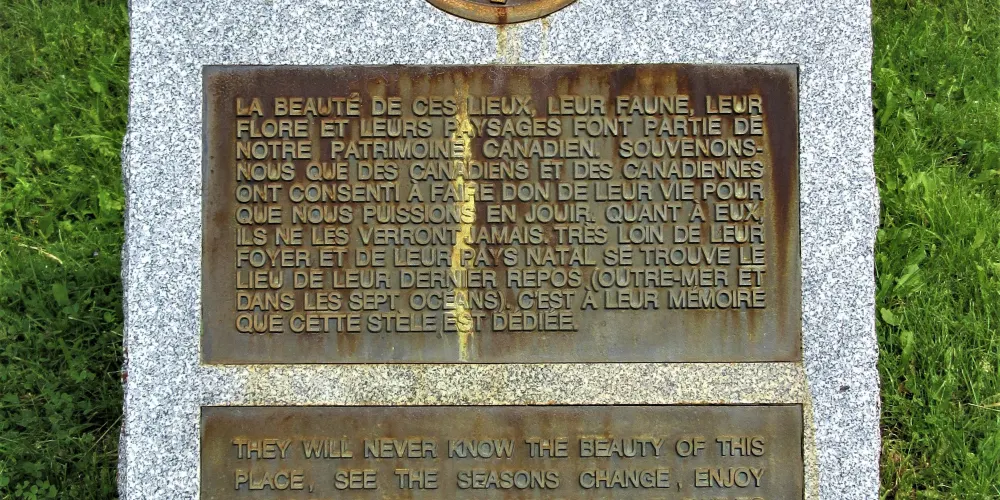 LA BEAUTÉ DE CES LIEUX, LEUR FAUNE, LEUR
FLORE ET LEURS PAYSAGES FONT PARTIE DE
NOTRE PATRIMOINE CANADIEN. SOUVENONS-
NOUS QUE DES CANADIENS ET DES CANADIENNES
ONT CONSENTI À FAIRE DON DE LEUR VIE POUR
QUE NOUS PUISSIONS EN JOUIR. QUANT À EUX,
ILS NE LES VERRONT JAMAIS. TRÈS LOIN DE LEUR
FOYER ET DE LEUR PAYS NATAL SE TROUVE LE
LIEU DE LEUR DERNIER REPOS (OUTRE-MER ET
DANS LES SEPT OCÉANS). C'EST À LEUR MÉMOIRE
QUE CETTE STÈLE EST DÉDIÉE.
THEY WILL NEVER KNOW THE BEAUTY OF THIS
PLACE, SEE THE SEASONS CHANGE, ENJOY